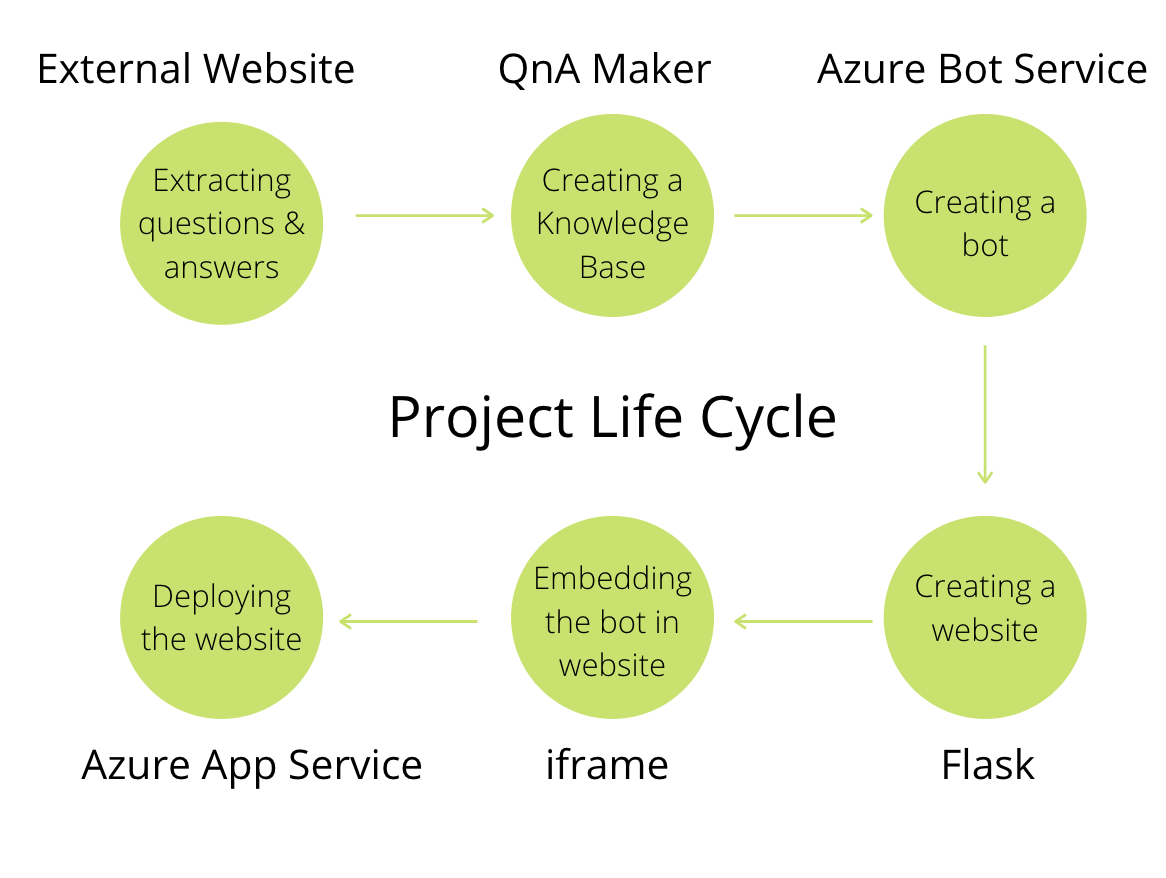 External Website
QnA Maker
Azure Bot Service
Extracting
questions &
answers
Creating a
Knowledge
Base
Creating a
bot
Project Life Cycle
Deploying
the website
Embedding
the bot in
website
Creating a
website
Azure App Service
iframe
Flask